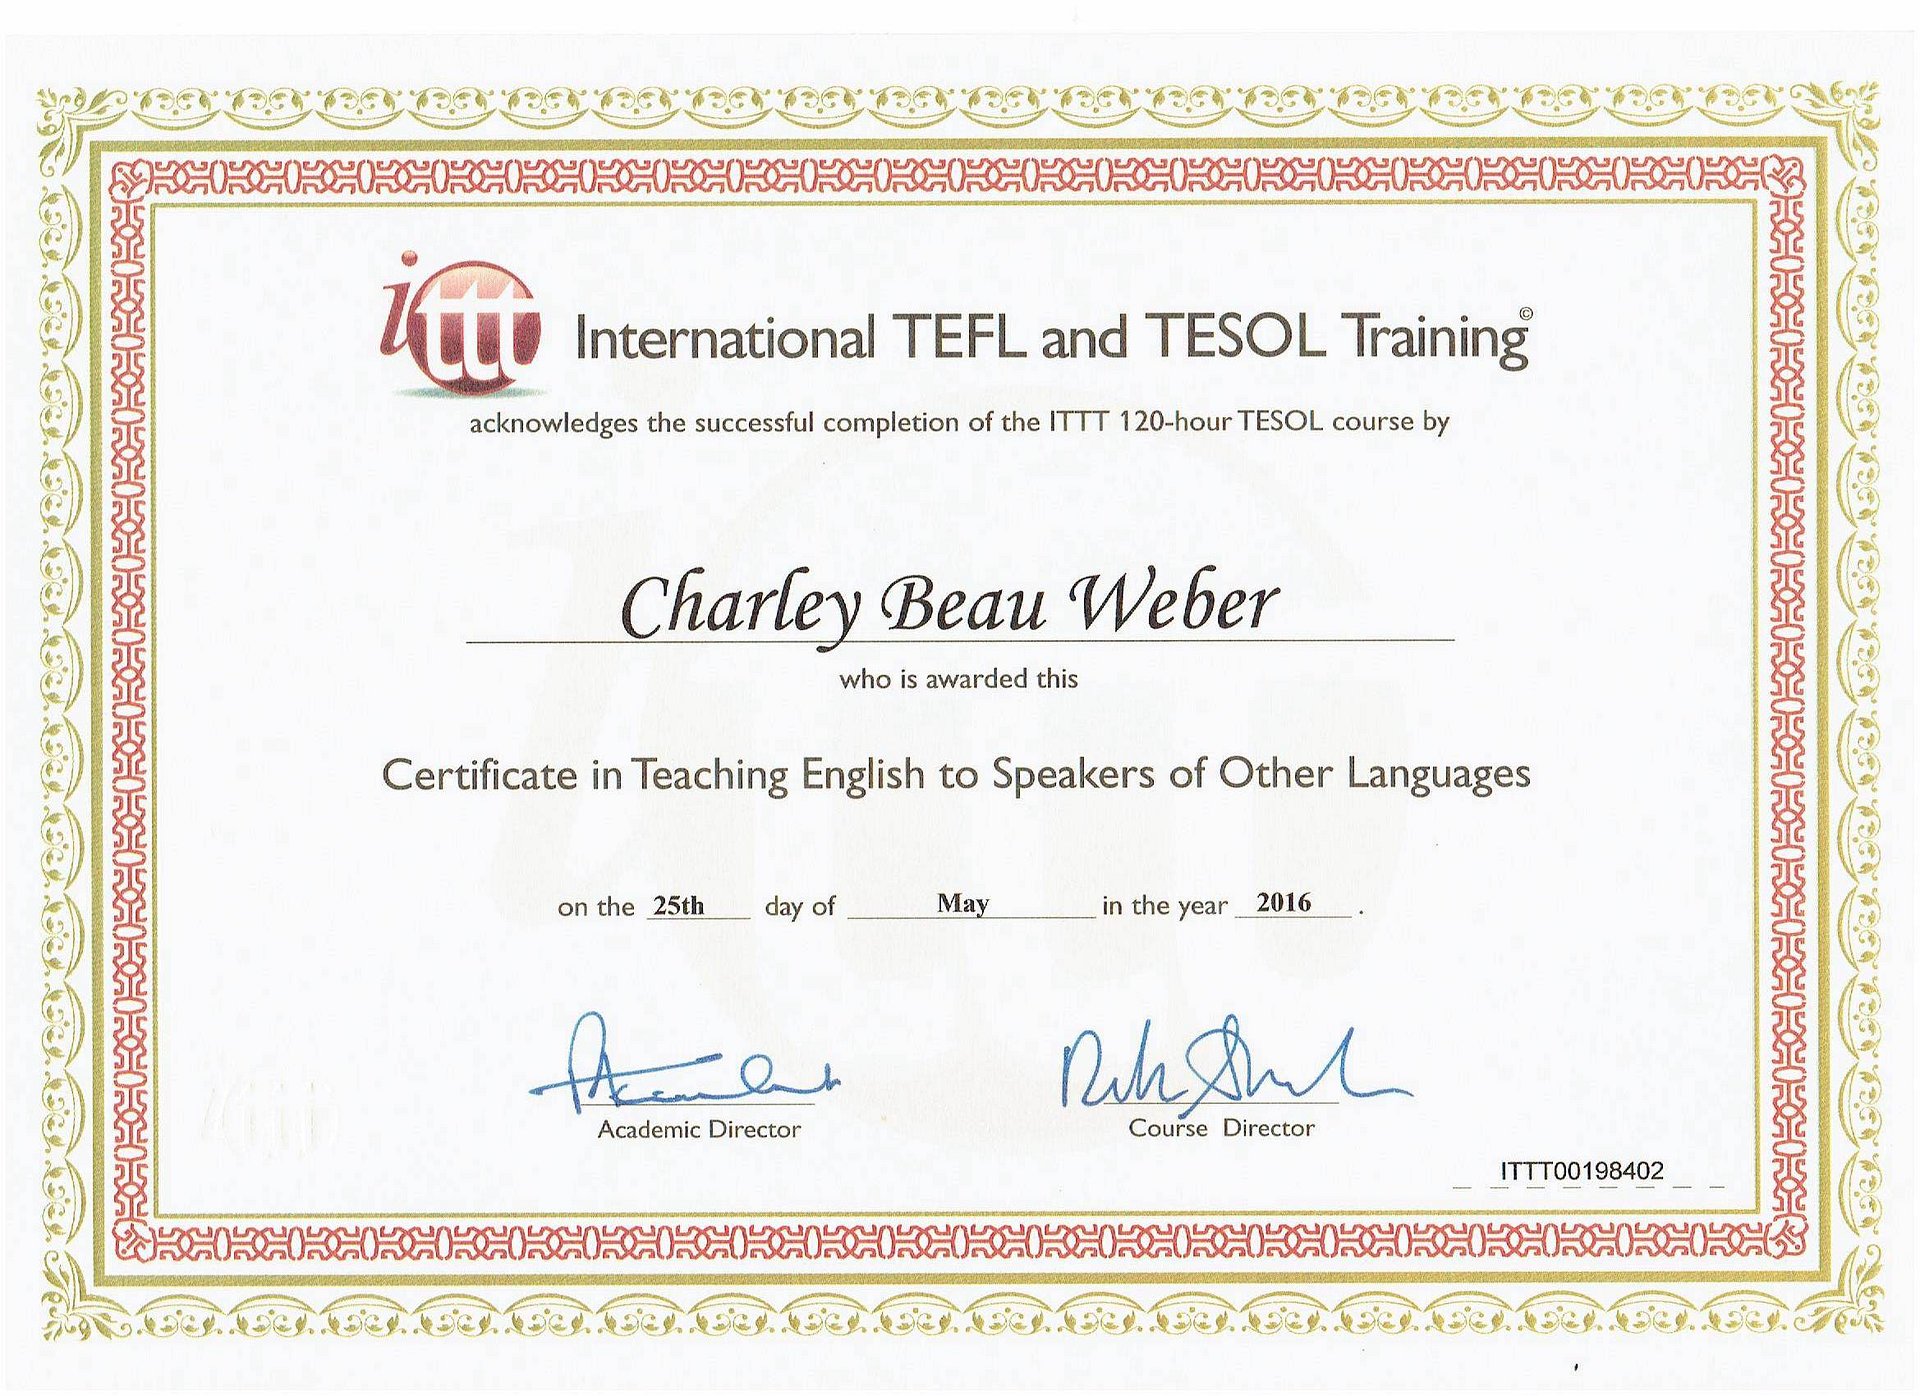 ittt International TEFL and TESOL Training©
acknowledges the successful completion of the ITTT 120-hour TESOL course by
Charley Beau Weber
who is awarded this
Certificate in Teaching English to Speakers of Other Languages
on the 25th day of May in the year 2016 .
Academic Director Course Director
ITTT00198402